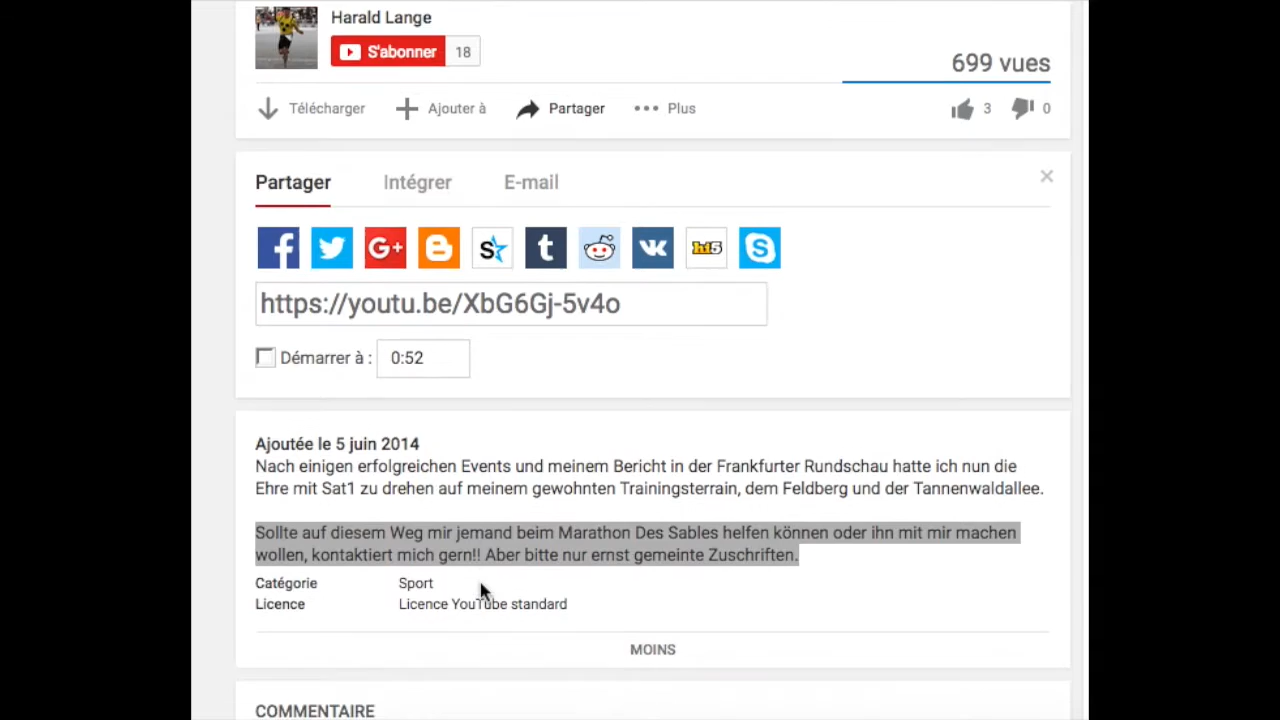 Harald Lange
S'abonner 18
699 vues
Télécharger Ajouter à Partager Plus 3 0
Partager Intégrer E-mail
f G+ S t hi5 S
https://youtu.be/XbG6Gj-5v4o
Démarrer à : 0:52
Ajoutée le 5 juin 2014
Nach einigen erfolgreichen Events und meinem Bericht in der Frankfurter Rundschau hatte ich nun die
Ehre mit Sat1 zu drehen auf meinem gewohnten Trainingsterrain, dem Feldberg und der Tannenwaldallee.
Sollte auf diesem Weg mir jemand beim Marathon Des Sables helfen können oder ihn mit mir machen
wollen, kontaktiert mich gern!! Aber bitte nur ernst gemeinte Zuschriften.
Catégorie Sport
Licence Licence YouTube standard
MOINS
COMMENTAIRE